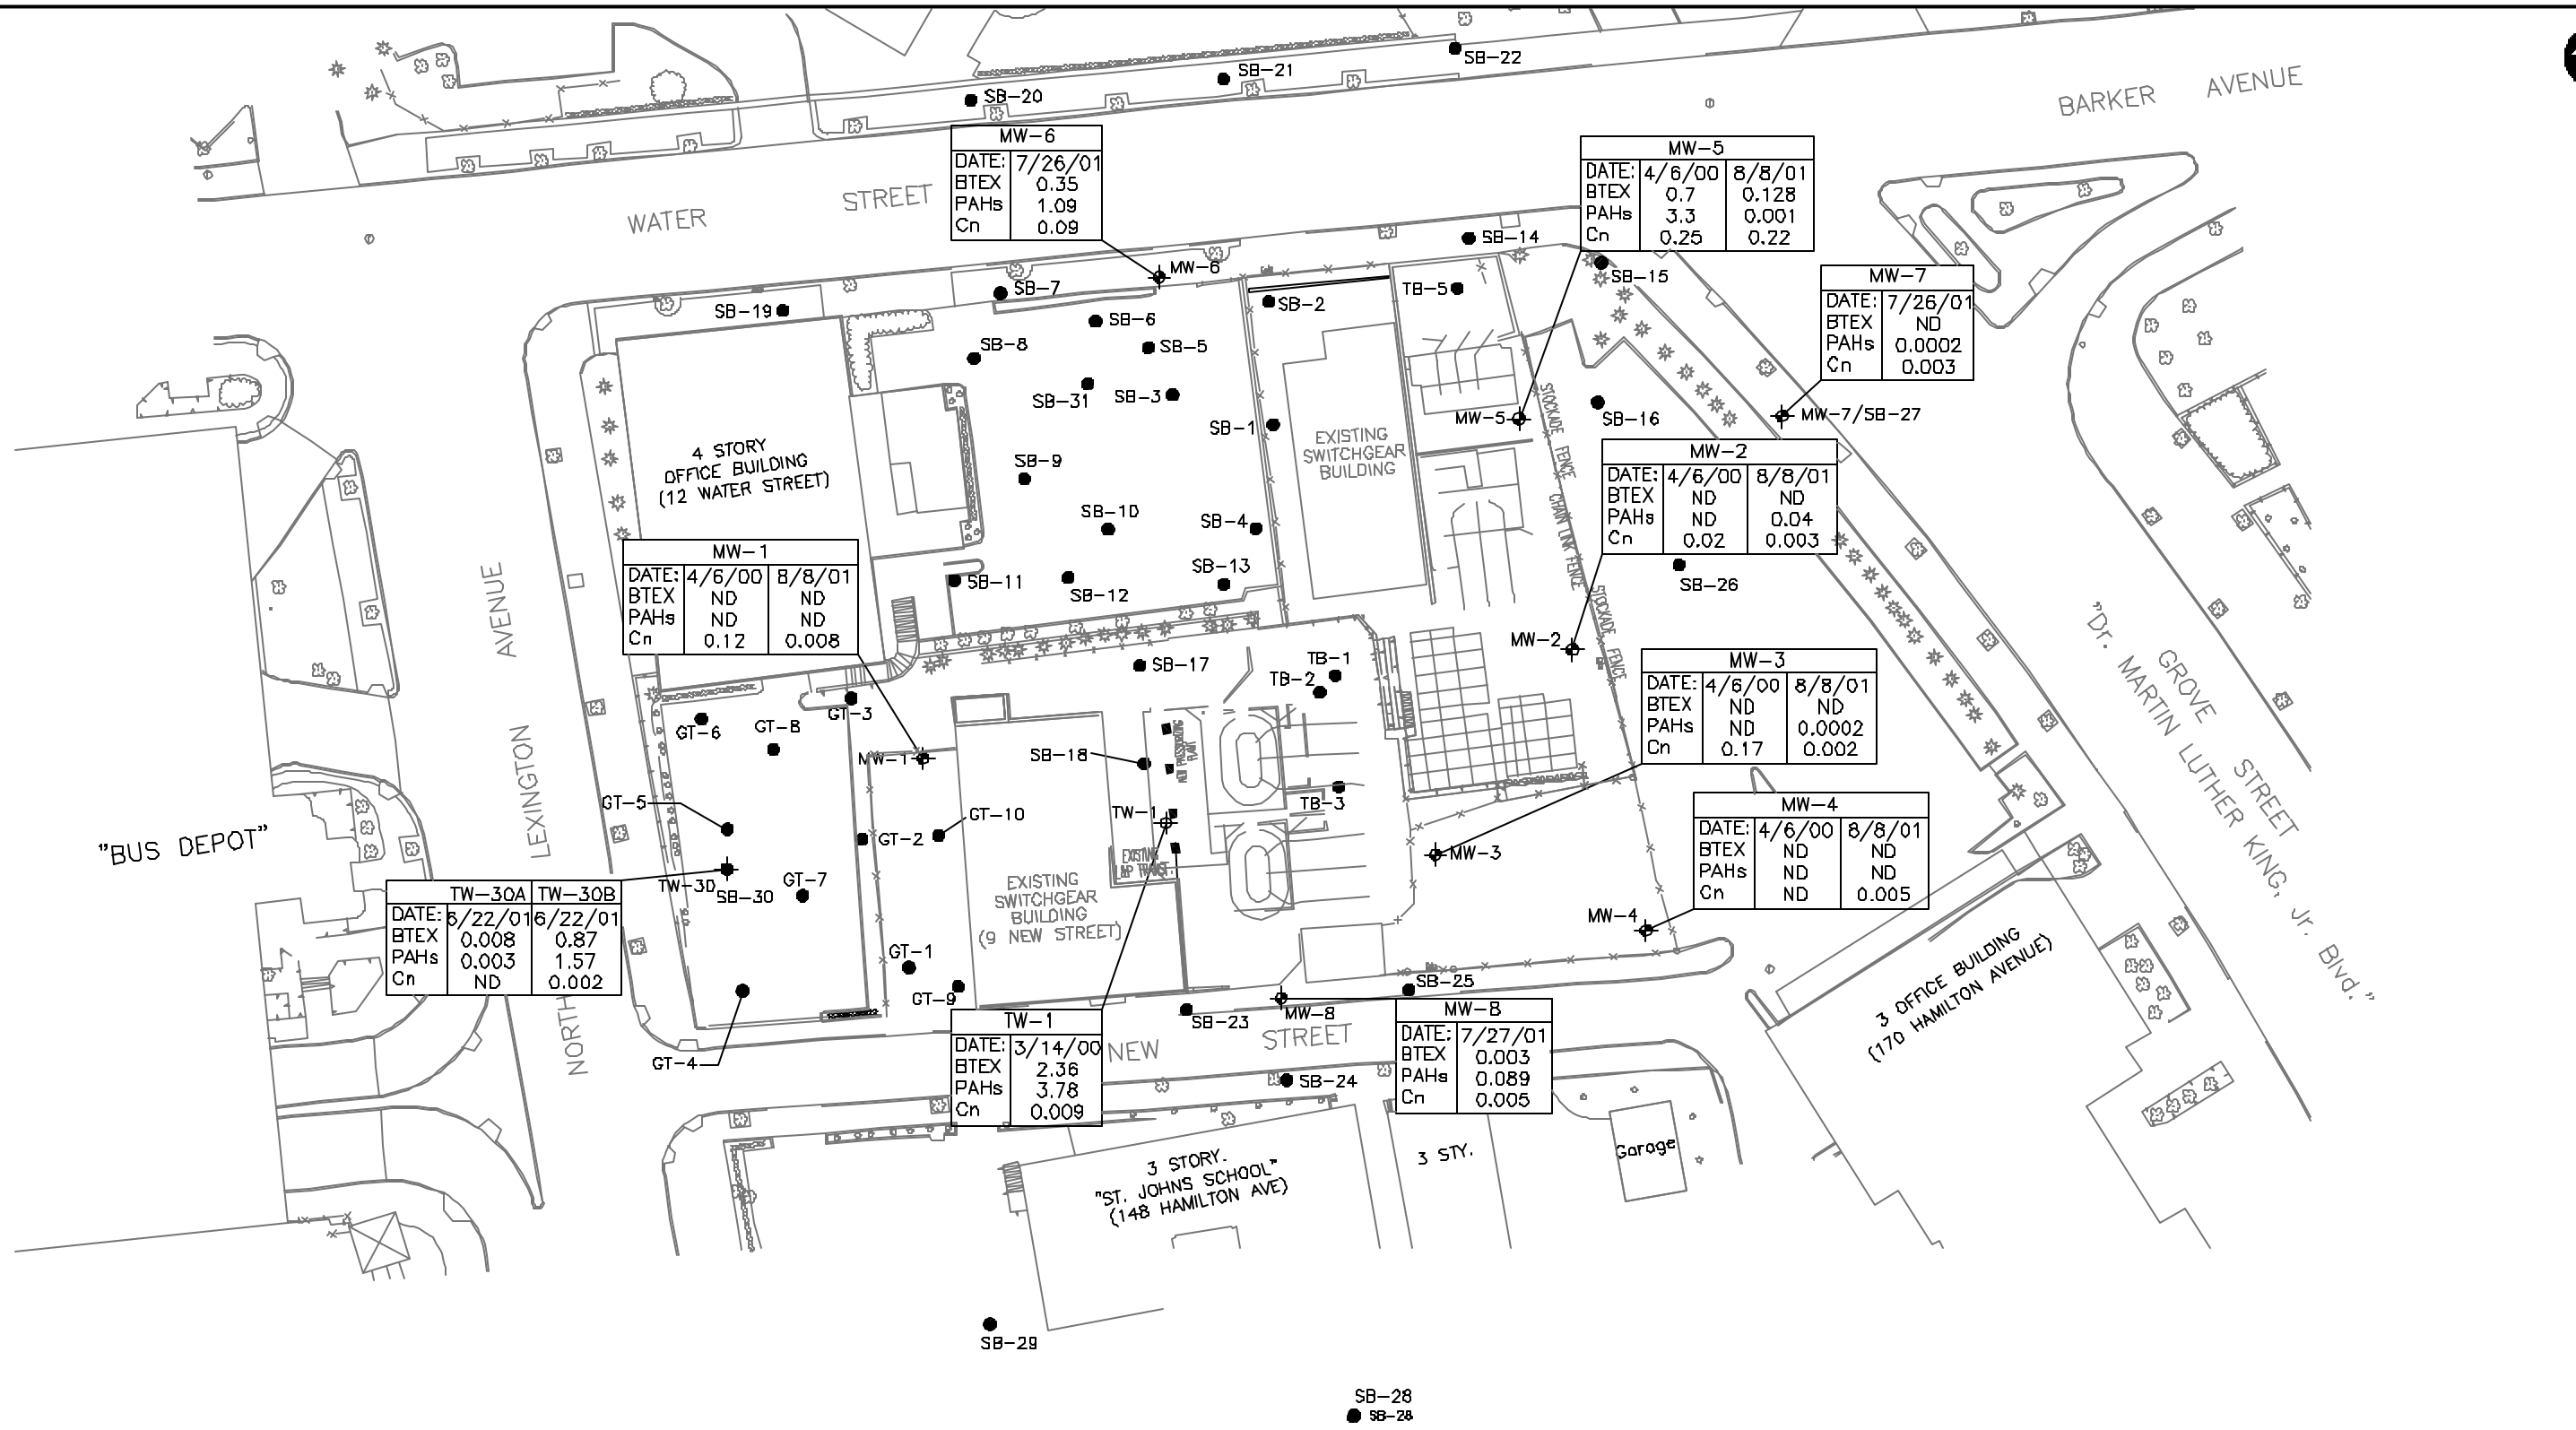 SB-22
SB-21
SB-20
BARKER AVENUE
WATER STREET
MW-6
DATE: 7/26/01
BTEX 0.35
PAHs 1.09
Cn 0.09
MW-5
DATE: 4/6/00 8/8/01
BTEX 0.7 0.128
PAHs 3.3 0.001
Cn 0.25 0.22
MW-7
DATE: 7/26/01
BTEX ND
PAHs 0.0002
Cn 0.003
SB-14
MW-6
SB-15
SB-7
TB-5
SB-19
SB-2
SB-6
SB-8
SB-5
SB-31
SB-3
MW-5
SB-16
MW-7/SB-27
SB-1
4 STORY
OFFICE BUILDING
(12 WATER STREET)
EXISTING
SWITCHGEAR
BUILDING
STOCKADE FENCE
CHAIN LINK FENCE
STOCKADE FENCE
SB-9
SB-10
SB-4
MW-2
DATE: 4/6/00 8/8/01
BTEX ND ND
PAHs ND 0.04
Cn 0.02 0.003
MW-1
DATE: 4/6/00 8/8/01
BTEX ND ND
PAHs ND ND
Cn 0.12 0.008
SB-11
SB-12
SB-13
SB-26
MW-2
SB-17
TB-1
TB-2
MW-3
DATE: 4/6/00 8/8/01
BTEX ND ND
PAHs ND 0.0002
Cn 0.17 0.002
GT-3
GT-6
GT-8
MW-1
SB-18
GT-5
TB-3
TW-1
GT-10
GT-2
MW-3
MW-4
DATE: 4/6/00 8/8/01
BTEX ND ND
PAHs ND ND
Cn ND 0.005
"BUS DEPOT"
NORTH LEXINGTON AVENUE
GROVE STREET
"Dr. MARTIN LUTHER KING, Jr. Blvd."
TW-30
SB-30
GT-7
TW-30A TW-30B
DATE: 6/22/01 6/22/01
BTEX 0.008 0.87
PAHs 0.003 1.57
Cn ND 0.002
EXISTING
SWITCHGEAR
BUILDING
(9 NEW STREET)
EXISTING
MW-4
GT-1
GT-9
GT-4
SB-25
SB-23
MW-8
NEW STREET
3 OFFICE BUILDING
(170 HAMILTON AVENUE)
TW-1
DATE: 3/14/00
BTEX 2.36
PAHs 3.78
Cn 0.009
MW-8
DATE: 7/27/01
BTEX 0.003
PAHs 0.089
Cn 0.005
SB-24
3 STORY.
"ST. JOHNS SCHOOL"
(148 HAMILTON AVE)
3 STY.
Garage
SB-29
SB-28
SB-28